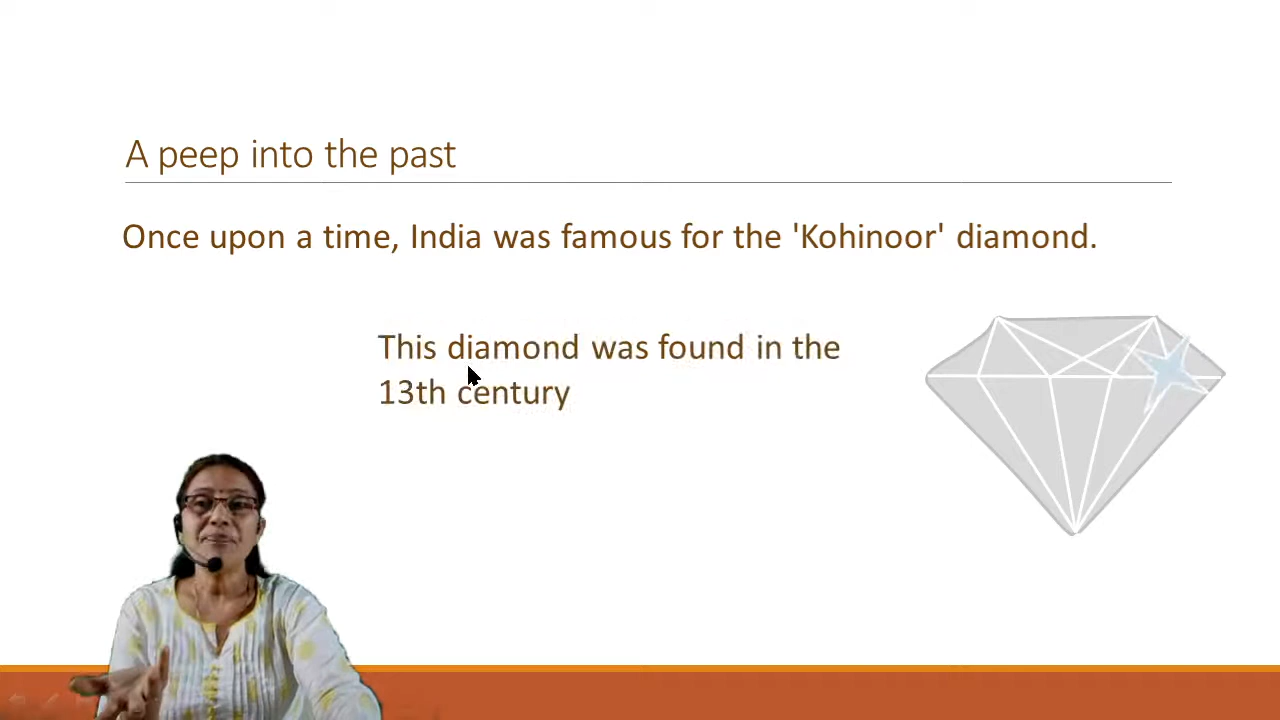 A peep into the past
Once upon a time, India was famous for the 'Kohinoor' diamond.
This diamond was found in the
13th century